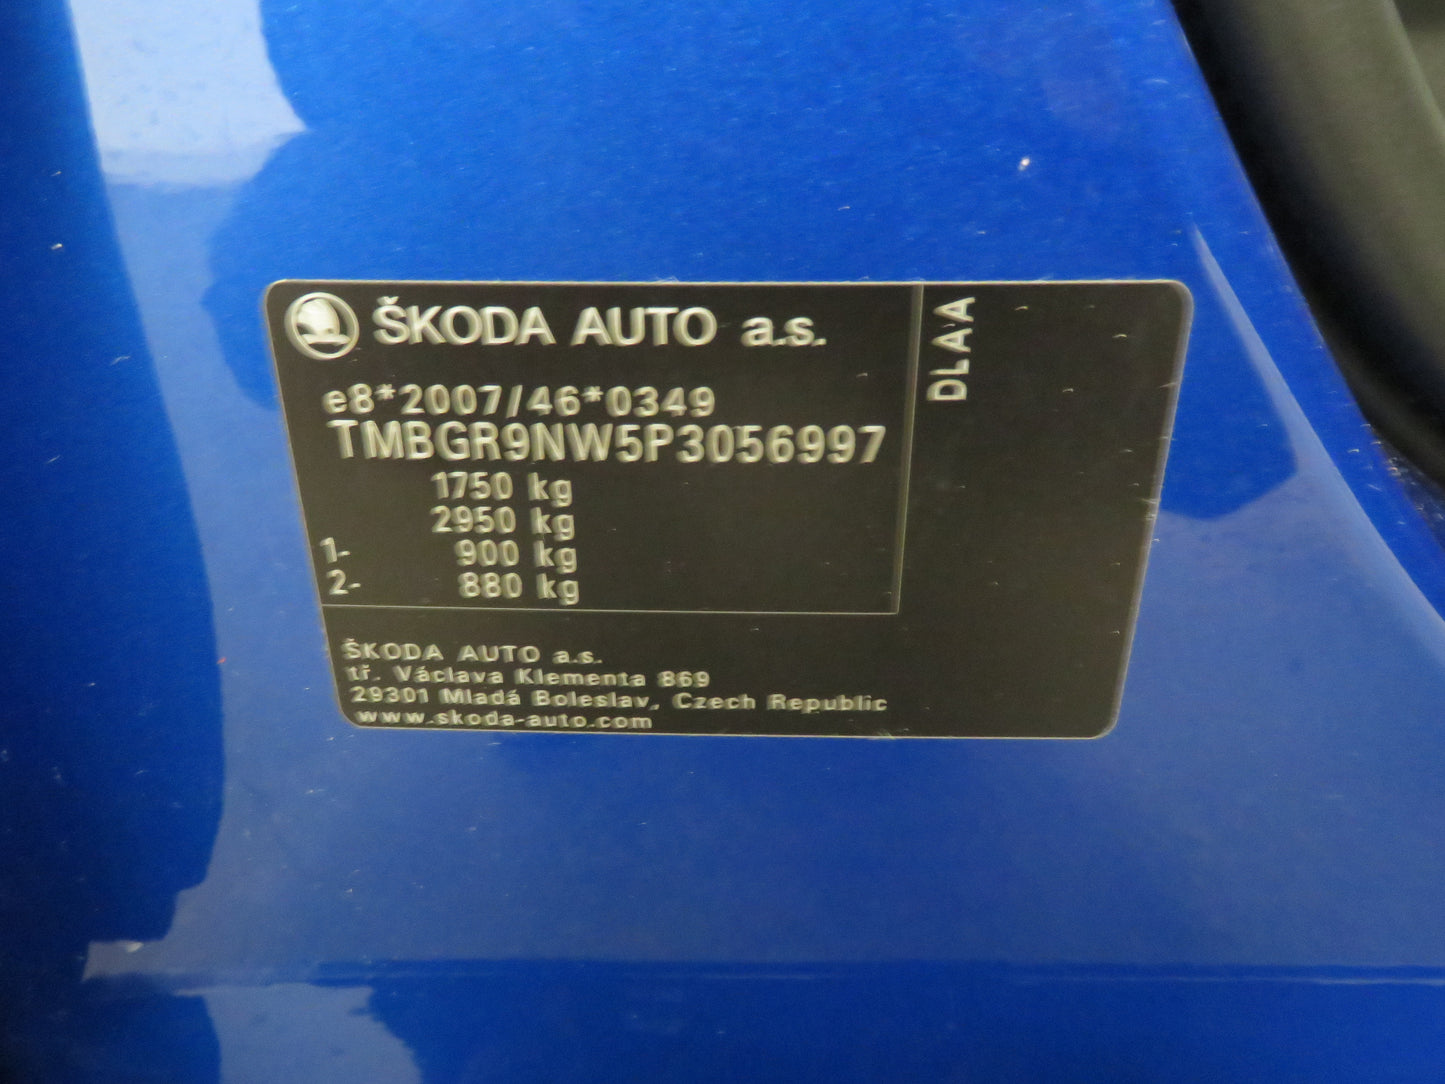 ŠKODA AUTO a.s.
DLAA
e8*2007/46*0349
TMBGR9NW5P3056997
1750 kg
2950 kg
1- 900 kg
2- 880 kg
ŠKODA AUTO a.s.
tř. Václava Klementa 869
29301 Mladá Boleslav, Czech Republic
www.skoda-auto.com